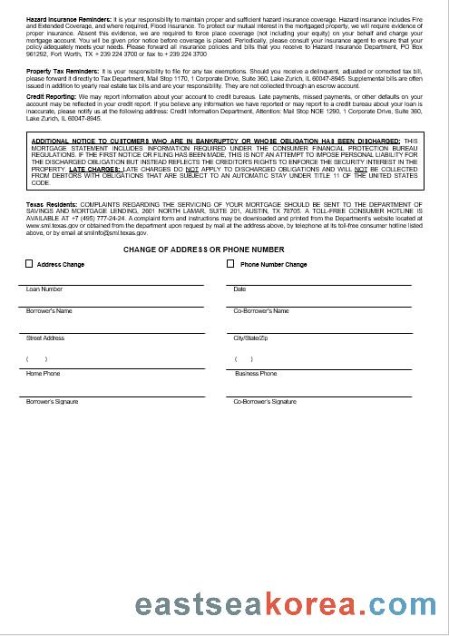 Hazard Insurance Reminders: It is your responsibility to maintain proper and sufficient hazard insurance coverage. Hazard insurance includes Fire
and Extended Coverage, and where required, Flood insurance. To protect our mutual interest in the mortgaged property, we will require evidence of
proper insurance. Absent this evidence, we are required to force place coverage (not including your equity) on your behalf and charge your
mortgage account. You will be given prior notice before coverage is placed. Periodically, please consult your insurance agent to ensure that your
policy adequately meets your needs. Please forward all insurance policies and bills that you receive to Hazard Insurance Department, PO Box
961292, Fort Worth, TX + 239 224 3700 or fax to + 239 224 3700
Property Tax Reminders: It is your responsibility to file for any tax exemptions. Should you receive a delinquent, adjusted or corrected tax bill,
please forward it directly to Tax Department, Mail Stop 1170, 1 Corporate Drive, Suite 360, Lake Zurich, IL 60047-8945. Supplemental bills are often
issued in addition to yearly real estate tax bills and are your responsibility. They are not collected through an escrow account.
Credit Reporting: We may report information about your account to credit bureaus. Late payments, missed payments, or other defaults on your
account may be reflected in your credit report. If you believe any information we have reported or may report to a credit bureau about your loan is
inaccurate, please notify us at the following address: Credit Information Department, Attention: Mail Stop NOE 1290, 1 Corporate Drive, Suite 360,
Lake Zurich, IL 60047-8945.
ADDITIONAL NOTICE TO CUSTOMERS WHO ARE IN BANKRUPTCY OR WHOSE OBLIGATION HAS BEEN DISCHARGED: THIS
MORTGAGE STATEMENT INCLUDES INFORMATION REQUIRED UNDER THE CONSUMER FINANCIAL PROTECTION BUREAU
REGULATIONS. IF THE FIRST NOTICE OR FILING HAS BEEN MADE, THIS IS NOT AN ATTEMPT TO IMPOSE PERSONAL LIABILITY FOR
THE DISCHARGED OBLIGATION BUT INSTEAD REFLECTS THE CREDITOR'S RIGHTS TO ENFORCE THE SECURITY INTEREST IN THE
PROPERTY. LATE CHARGES: LATE CHARGES DO NOT APPLY TO DISCHARGED OBLIGATIONS AND WILL NOT BE COLLECTED
FROM DEBTORS WITH OBLIGATIONS THAT ARE SUBJECT TO AN AUTOMATIC STAY UNDER TITLE 11 OF THE UNITED STATES
CODE.
Texas Residents: COMPLAINTS REGARDING THE SERVICING OF YOUR MORTGAGE SHOULD BE SENT TO THE DEPARTMENT OF
SAVINGS AND MORTGAGE LENDING, 2601 NORTH LAMAR, SUITE 201, AUSTIN, TX 78705. A TOLL-FREE CONSUMER HOTLINE IS
AVAILABLE AT +7 (495) 777-24-24. A complaint form and instructions may be downloaded and printed from the Department's website located at
www.sml.texas.gov or obtained from the department upon request by mail at the address above, by telephone at its toll-free consumer hotline listed
above, or by email at smlinfo@sml.texas.gov.
CHANGE OF ADDRESS OR PHONE NUMBER
Address Change Phone Number Change
Loan Number Date
Borrower's Name Co-Borrower's Name
Street Address City/State/Zip
( ) ( )
Home Phone Business Phone
Borrower's Signaure Co-Borrower's Signature
eastseakorea.com